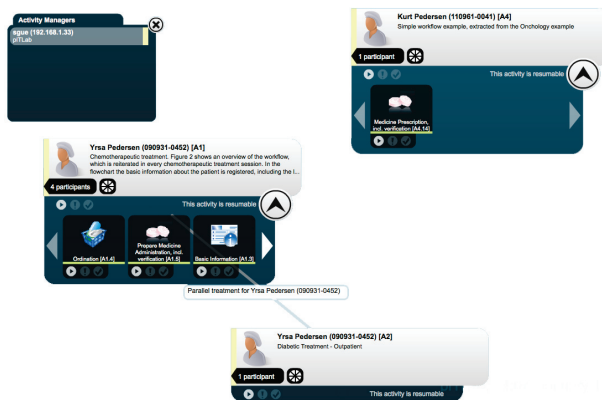 Activity Managers
sgue (192.168.1.33)
pITLab
Kurt Pedersen (110961-0041) [A4]
Simple workflow example, extracted from the Onchology example
1 participant
This activity is resumable
Medicine Prescription,
incl. verification [A4.14]
Yrsa Pedersen (090931-0452) [A1]
Chemotherapeutic treatment. Figure 2 shows an overview of the workflow,
which is reiterated in every chemotherapeutic treatment session. In the
flowchart the basic information about the patient is registered, including the l...
4 participants
This activity is resumable
Ordination [A1.4]
Prepare Medicine
Administration, incl.
verification [A1.5]
Basic Information [A1.3]
Parallel treatment for Yrsa Pedersen (090931-0452)
Yrsa Pedersen (090931-0452) [A2]
Diabetic Treatment - Outpatient
1 participant
This activity is resumable